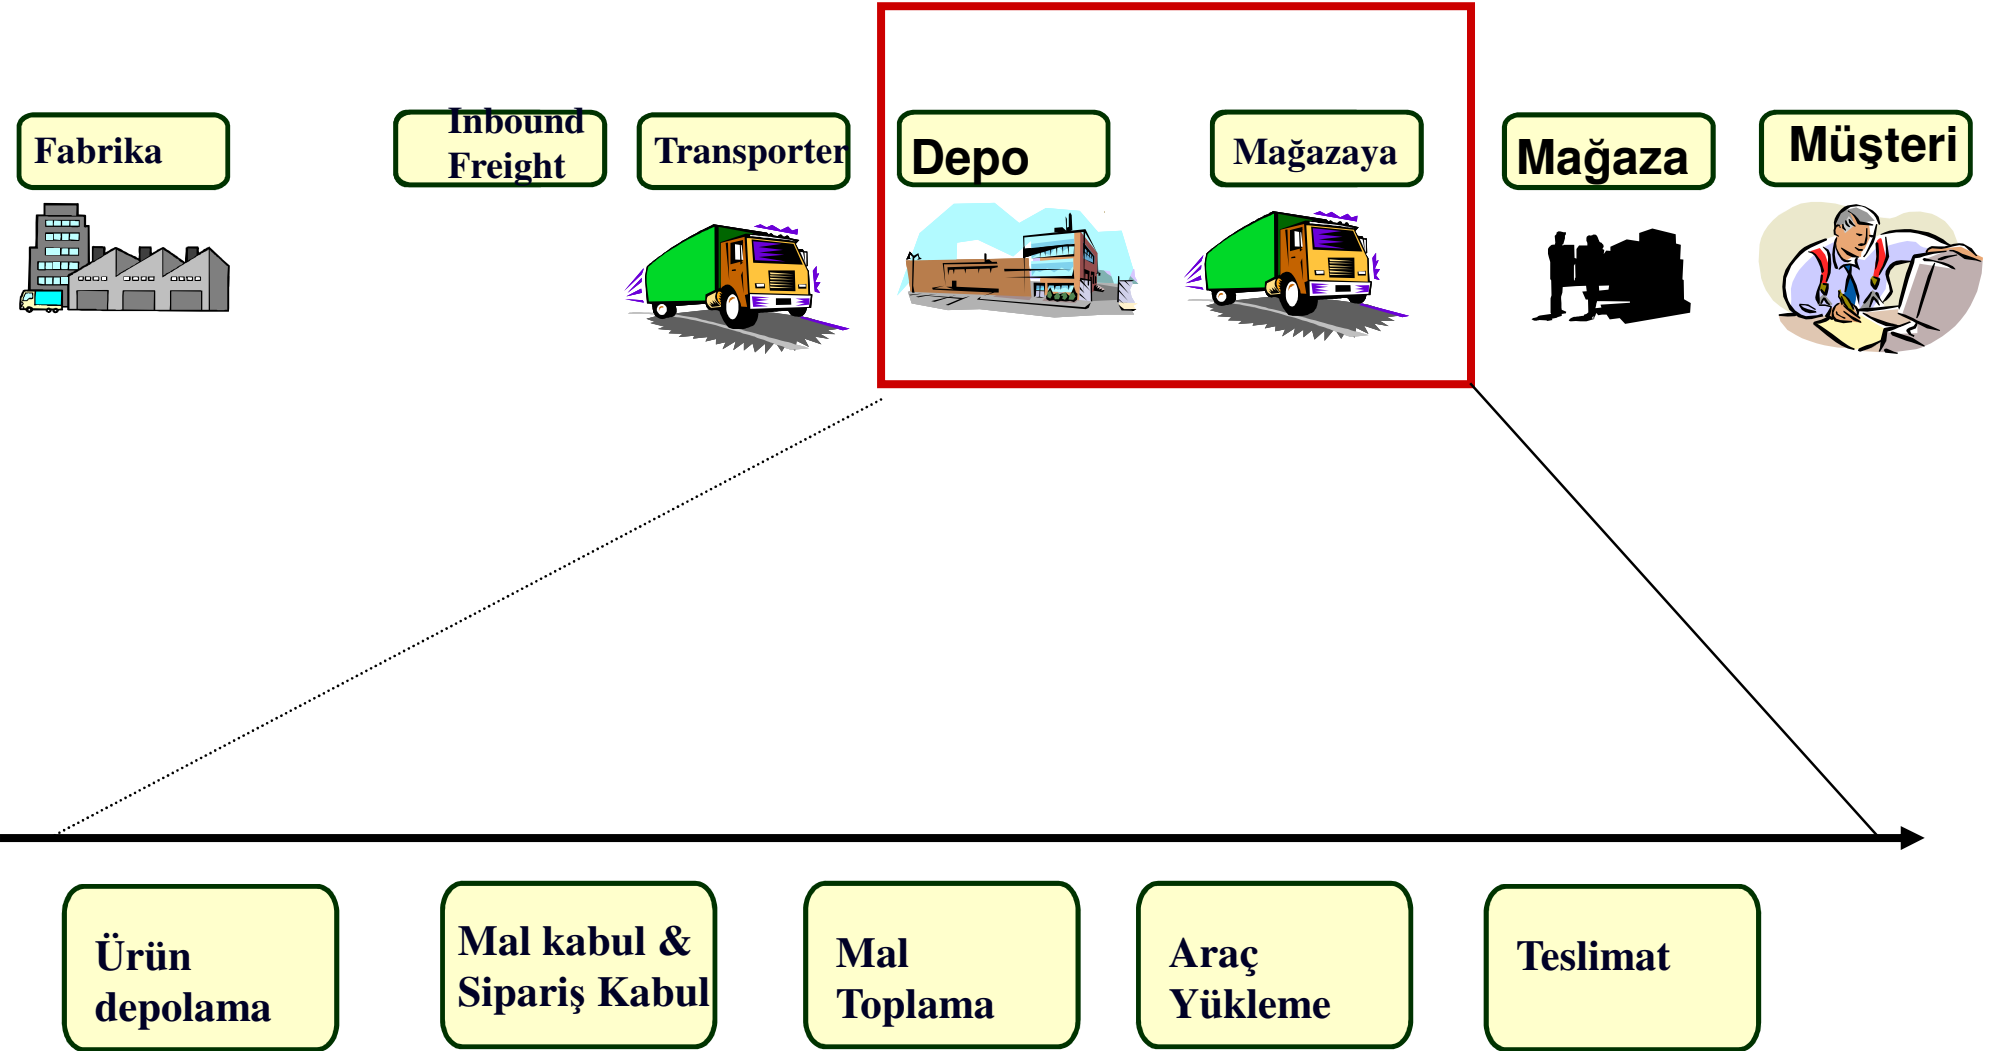 Fabrika
Inbound
Freight
Transporter
Depo
Mağazaya
Mağaza
Müşteri
Ürün
depolama
Mal kabul &
Sipariş Kabul
Mal
Toplama
Araç
Yükleme
Teslimat